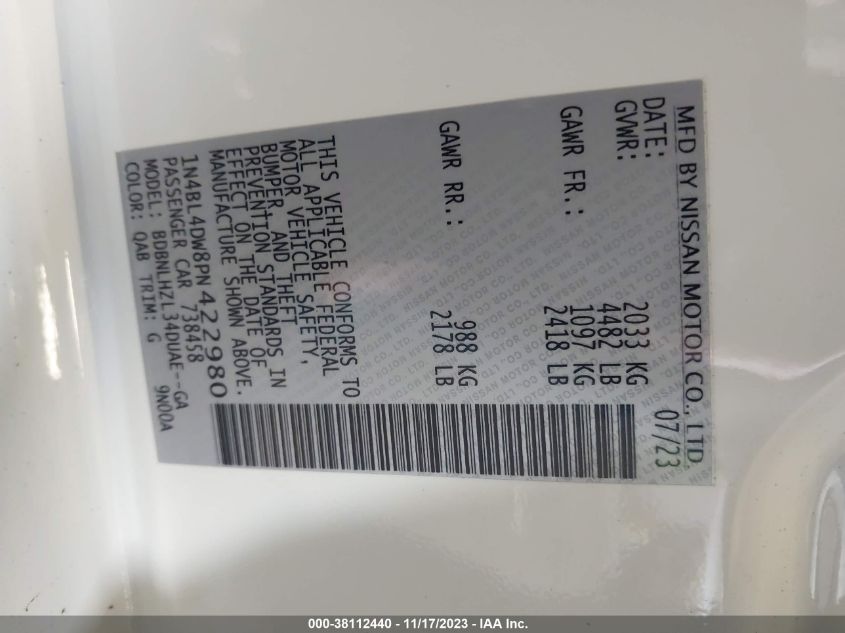 MFD BY NISSAN MOTOR CO., LTD
DATE: 07/23
GVWR: 2033 KG
4482 LB
GAWR FR.: 1097 KG
2418 LB
GAWR RR.: 988 KG
2178 LB
THIS VEHICLE CONFORMS TO
ALL APPLICABLE FEDERAL
MOTOR VEHICLE SAFETY,
BUMPER, AND THEFT
PREVENTION STANDARDS IN
EFFECT ON THE DATE OF
MANUFACTURE SHOWN ABOVE.
1N4BL4DW8PN422980
PASSENGER CAR 738458
MODEL: BDBNLHZL34DUAE--GA
COLOR: QAB TRIM: G 9N00A
000-38112440 - 11/17/2023 - IAA Inc.